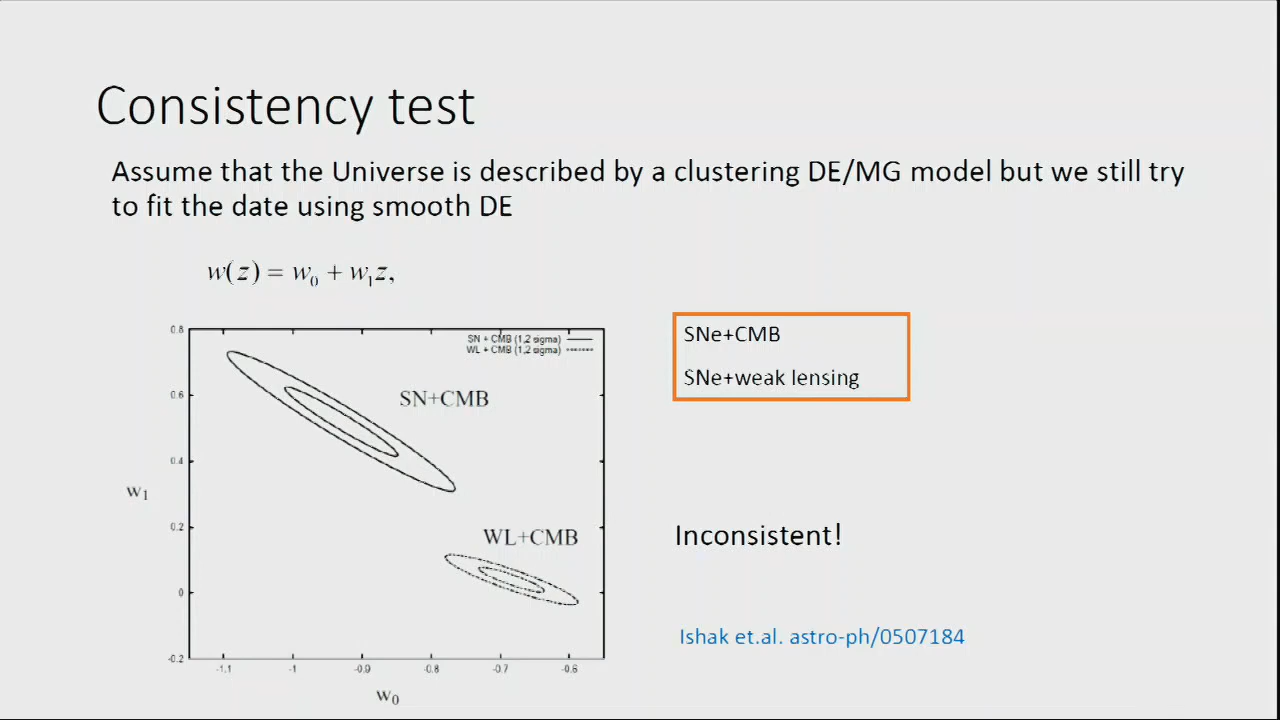 Consistency test
Assume that the Universe is described by a clustering DE/MG model but we still try
to fit the date using smooth DE
w(z) = w₀ + w₁z,
0.8
0.6
0.4
0.2
0
-0.2
w₁
SN + CMB (1,2 sigma)
WL + CMB (1,2 sigma)
SN+CMB
WL+CMB
-1.1 -1 -0.9 -0.8 -0.7 -0.6
w₀
SNe+CMB
SNe+weak lensing
Inconsistent!
Ishak et.al. astro-ph/0507184